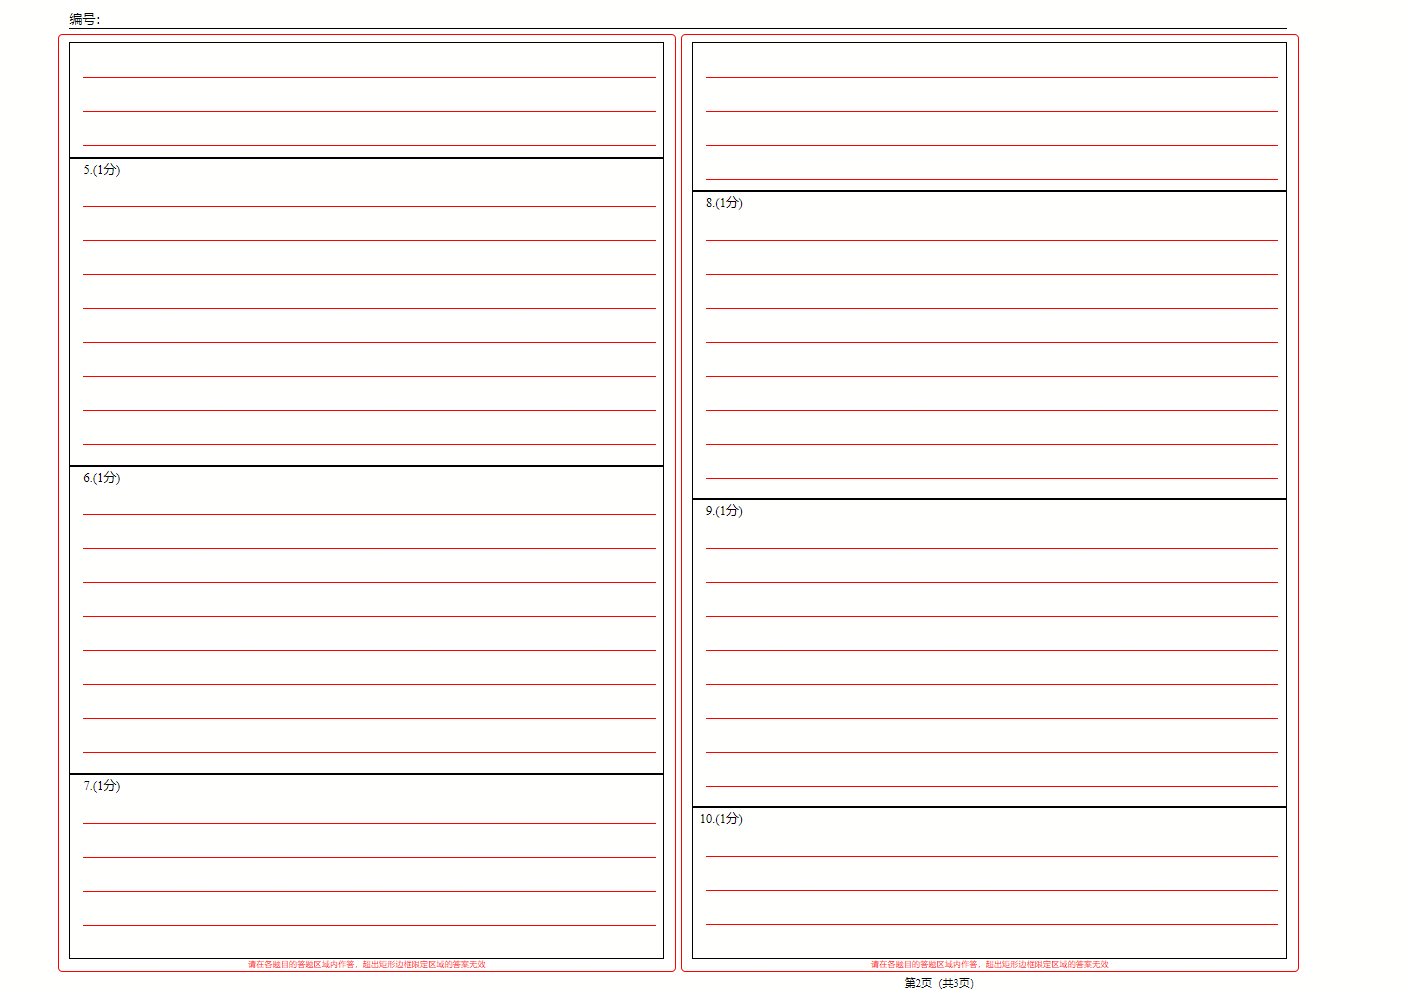 编号：
5.(1分)
6.(1分)
7.(1分)
请在各题目的答题区域内作答，超出矩形边框限定区域的答案无效
8.(1分)
9.(1分)
10.(1分)
请在各题目的答题区域内作答，超出矩形边框限定区域的答案无效
第2页 (共3页)